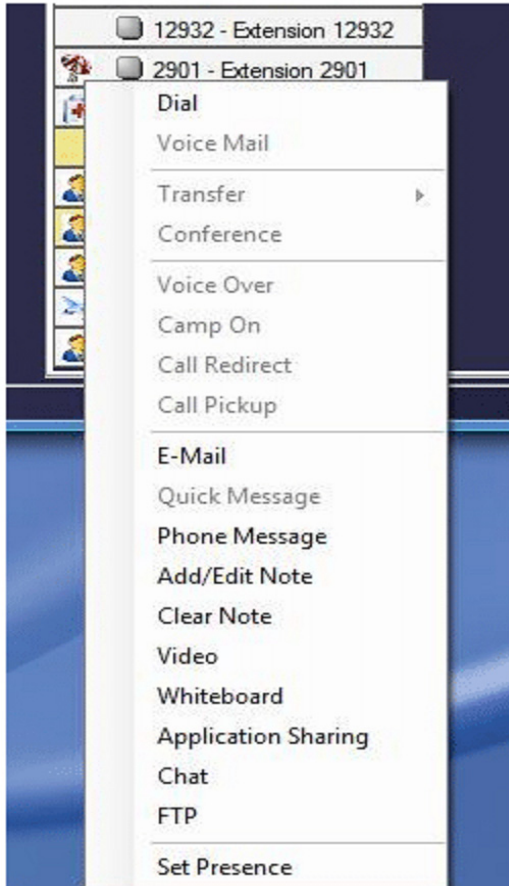 12932 - Extension 12932
2901 - Extension 2901
Dial
Voice Mail
Transfer
Conference
Voice Over
Camp On
Call Redirect
Call Pickup
E-Mail
Quick Message
Phone Message
Add/Edit Note
Clear Note
Video
Whiteboard
Application Sharing
Chat
FTP
Set Presence